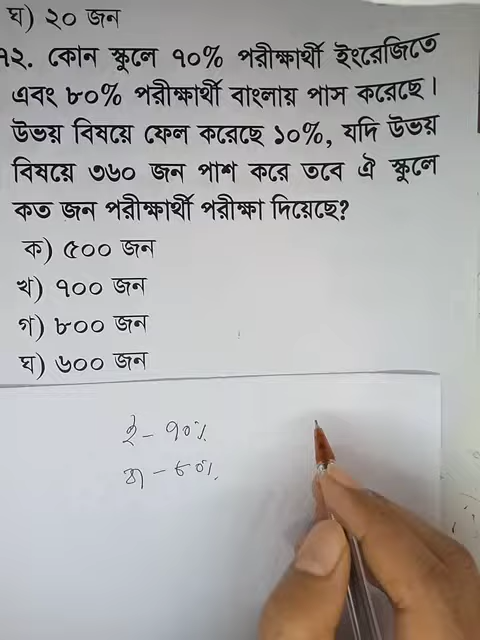 ঘ) ২০ জন
৭২. কোন স্কুলে ৭০% পরীক্ষার্থী ইংরেজিতে
এবং ৮০% পরীক্ষার্থী বাংলায় পাস করেছে।
উভয় বিষয়ে ফেল করেছে ১০%, যদি উভয়
বিষয়ে ৩৬০ জন পাশ করে তবে ঐ স্কুলে
কত জন পরীক্ষার্থী পরীক্ষা দিয়েছে?
ক) ৫০০ জন
খ) ৭০০ জন
গ) ৮০০ জন
ঘ) ৬০০ জন
ই - ৭০%
বা - ৮০%